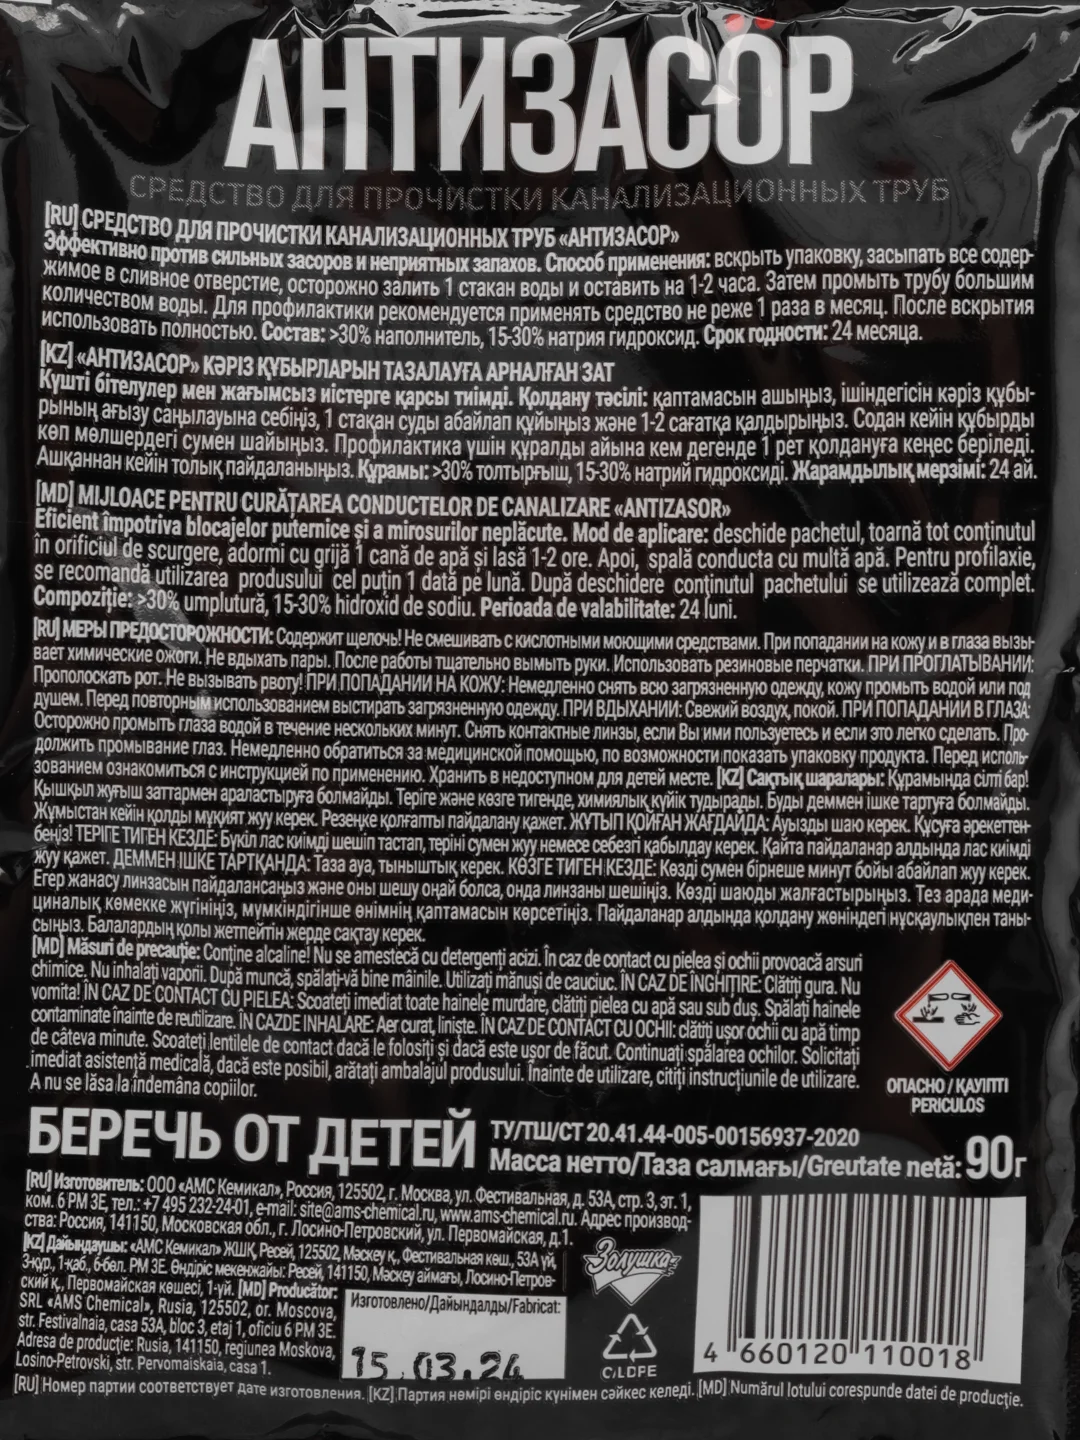 АНТИЗАСОР
СРЕДСТВО ДЛЯ ПРОЧИСТКИ КАНАЛИЗАЦИОННЫХ ТРУБ
[RU] СРЕДСТВО ДЛЯ ПРОЧИСТКИ КАНАЛИЗАЦИОННЫХ ТРУБ «АНТИЗАСОР»
Эффективно против сильных засоров и неприятных запахов. Способ применения: вскрыть упаковку, засыпать все содер-
жимое в сливное отверстие, осторожно залить 1 стакан воды и оставить на 1-2 часа. Затем промыть трубу большим
количеством воды. Для профилактики рекомендуется применять средство не реже 1 раза в месяц. После вскрытия
использовать полностью. Состав: >30% наполнитель, 15-30% натрия гидроксид. Срок годности: 24 месяца.
[KZ] «АНТИЗАСОР» КӘРІЗ ҚҰБЫРЛАРЫН ТАЗАЛАУҒА АРНАЛҒАН ЗАТ
Күшті бітелулер мен жағымсыз иістерге қарсы тиімді. Қолдану тәсілі: қаптамасын ашыңыз, ішіндегісін кәріз құбы-
рының ағызу саңылауына себіңіз, 1 стақан суды абайлап құйыңыз және 1-2 сағатқа қалдырыңыз. Содан кейін құбырды
көп мөлшердегі сумен шайыңыз. Профилактика үшін құралды айына кем дегенде 1 рет қолдануға кеңес беріледі.
Ашқаннан кейін толық пайдаланыңыз. Құрамы: >30% толтырғыш, 15-30% натрий гидроксиді. Жарамдылық мерзімі: 24 ай.
[MD] MIJLOACE PENTRU CURĂȚAREA CONDUCTELOR DE CANALIZARE «ANTIZASOR»
Eficient împotriva blocajelor puternice și a mirosurilor neplăcute. Mod de aplicare: deschide pachetul, toarnă tot conținutul
în orificiul de scurgere, adormi cu grijă 1 cană de apă și lasă 1-2 ore. Apoi, spală conducta cu multă apă. Pentru profilaxie,
se recomandă utilizarea produsului cel puțin 1 dată pe lună. După deschidere conținutul pachetului se utilizează complet.
Compoziție: >30% umplutură, 15-30% hidroxid de sodiu. Perioada de valabilitate: 24 luni.
[RU] МЕРЫ ПРЕДОСТОРОЖНОСТИ: Содержит щелочь! Не смешивать с кислотными моющими средствами. При попадании на кожу и в глаза вызы-
вает химические ожоги. Не вдыхать пары. После работы тщательно вымыть руки. Использовать резиновые перчатки. ПРИ ПРОГЛАТЫВАНИИ:
Прополоскать рот. Не вызывать рвоту! ПРИ ПОПАДАНИИ НА КОЖУ: Немедленно снять всю загрязненную одежду, кожу промыть водой или под
душем. Перед повторным использованием выстирать загрязненную одежду. ПРИ ВДЫХАНИИ: Свежий воздух, покой. ПРИ ПОПАДАНИИ В ГЛАЗА:
Осторожно промыть глаза водой в течение нескольких минут. Снять контактные линзы, если Вы ими пользуетесь и если это легко сделать. Про-
должить промывание глаз. Немедленно обратиться за медицинской помощью, по возможности показать упаковку продукта. Перед исполь-
зованием ознакомиться с инструкцией по применению. Хранить в недоступном для детей месте. [KZ] Сақтық шаралары: Құрамында сілті бар!
Қышқыл жуғыш заттармен араластыруға болмайды. Теріге және көзге тигенде, химиялық күйік тудырады. Буды деммен ішке тартуға болмайды.
Жұмыстан кейін қолды мұқият жуу керек. Резеңке қолғапты пайдалану қажет. ЖҰТЫП ҚОЙҒАН ЖАҒДАЙДА: Ауызды шаю керек. Құсуға әрекеттен-
беңіз! ТЕРІГЕ ТИГЕН КЕЗДЕ: Бүкіл лас киімді шешіп тастап, теріні сумен жуу немесе себезгі қабылдау керек. Қайта пайдаланар алдында лас киімді
жуу қажет. ДЕММЕН ІШКЕ ТАРТҚАНДА: Таза ауа, тыныштық керек. КӨЗГЕ ТИГЕН КЕЗДЕ: Көзді сумен бірнеше минут бойы абайлап жуу керек.
Егер жанасу линзасын пайдалансаңыз және оны шешу оңай болса, онда линзаны шешіңіз. Көзді шаюды жалғастырыңыз. Тез арада меди-
циналық көмекке жүгініңіз, мүмкіндігінше өнімнің қаптамасын көрсетіңіз. Пайдаланар алдында қолдану жөніндегі нұсқаулықпен таны-
сыңыз. Балалардың қолы жетпейтін жерде сақтау керек.
[MD] Măsuri de precauție: Conține alcaline! Nu se amestecă cu detergenți acizi. În caz de contact cu pielea și ochii provoacă arsuri
chimice. Nu inhalați vaporii. După muncă, spălați-vă bine mâinile. Utilizați mănuși de cauciuc. ÎN CAZ DE ÎNGHIȚIRE: Clătiți gura. Nu
vomita! ÎN CAZ DE CONTACT CU PIELEA: Scoateți imediat toate hainele murdare, clătiți pielea cu apă sau sub duș. Spălați hainele
contaminate înainte de reutilizare. ÎN CAZDE INHALARE: Aer curat, liniște. ÎN CAZ DE CONTACT CU OCHII: clătiți ușor ochii cu apă timp
de câteva minute. Scoateți lentilele de contact dacă le folosiți și dacă este ușor de făcut. Continuați spălarea ochilor. Solicitați
imediat asistență medicală, dacă este posibil, arătați ambalajul produsului. Înainte de utilizare, citiți instrucțiunile de utilizare.
A nu se lăsa la îndemâna copiilor.
ОПАСНО / ҚАУІПТІ
PERICULOS
БЕРЕЧЬ ОТ ДЕТЕЙ
ТУ/ТШ/СТ 20.41.44-005-00156937-2020
Масса нетто/Таза салмағы/Greutate netă: 90г
[RU] Изготовитель: ООО «АМС Кемикал», Россия, 125502, г. Москва, ул. Фестивальная, д. 53А, стр. 3, эт. 1,
ком. 6 РМ 3Е, тел.: +7 495 232-24-01, e-mail: site@ams-chemical.ru, www.ams-chemical.ru. Адрес производ-
ства: Россия, 141150, Московская обл., г. Лосино-Петровский, ул. Первомайская, д.1.
[KZ] Дайындаушы: «АМС Кемикал» ЖШҚ, Ресей, 125502, Мәскеу қ., Фестивальная көш., 53А үй,
3-құр., 1-қаб., 6-бөл. РМ 3Е. Өндіріс мекенжайы: Ресей, 141150, Мәскеу аймағы, Лосино-Петров-
ский қ., Первомайская көшесі, 1-үй. [MD] Producător:
SRL «AMS Chemical», Rusia, 125502, or. Moscova,
str. Festivalnaia, casa 53A, bloc 3, etaj 1, oficiu 6 PM 3E.
Adresa de producție: Rusia, 141150, regiunea Moskova,
Losino-Petrovski, str. Pervomaiskaia, casa 1.
Изготовлено/Дайындалды/Fabricat:
15.03.24
Золушка
C/LDPE
4 660120 110018
[RU] Номер партии соответствует дате изготовления. [KZ] Партия нөмірі өндіріс күнімен сәйкес келеді. [MD] Numărul lotului corespunde datei de producție.